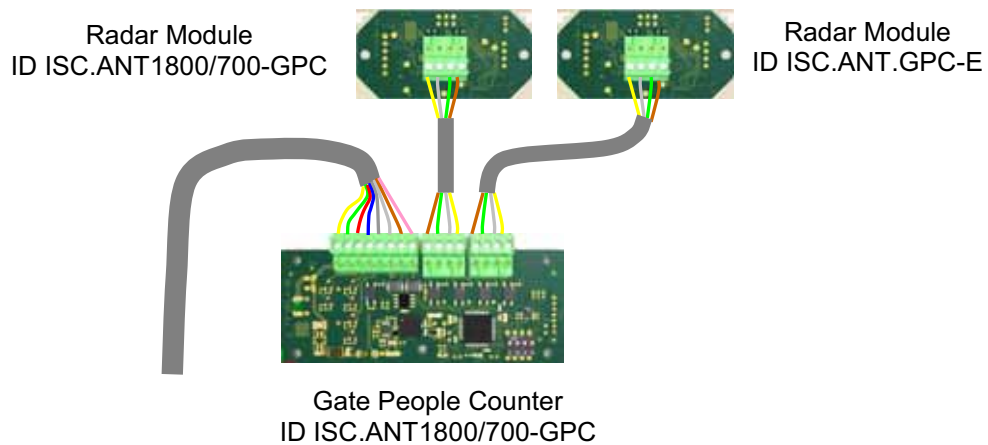 Radar Module
ID ISC.ANT1800/700-GPC
Radar Module
ID ISC.ANT.GPC-E
Gate People Counter
ID ISC.ANT1800/700-GPC